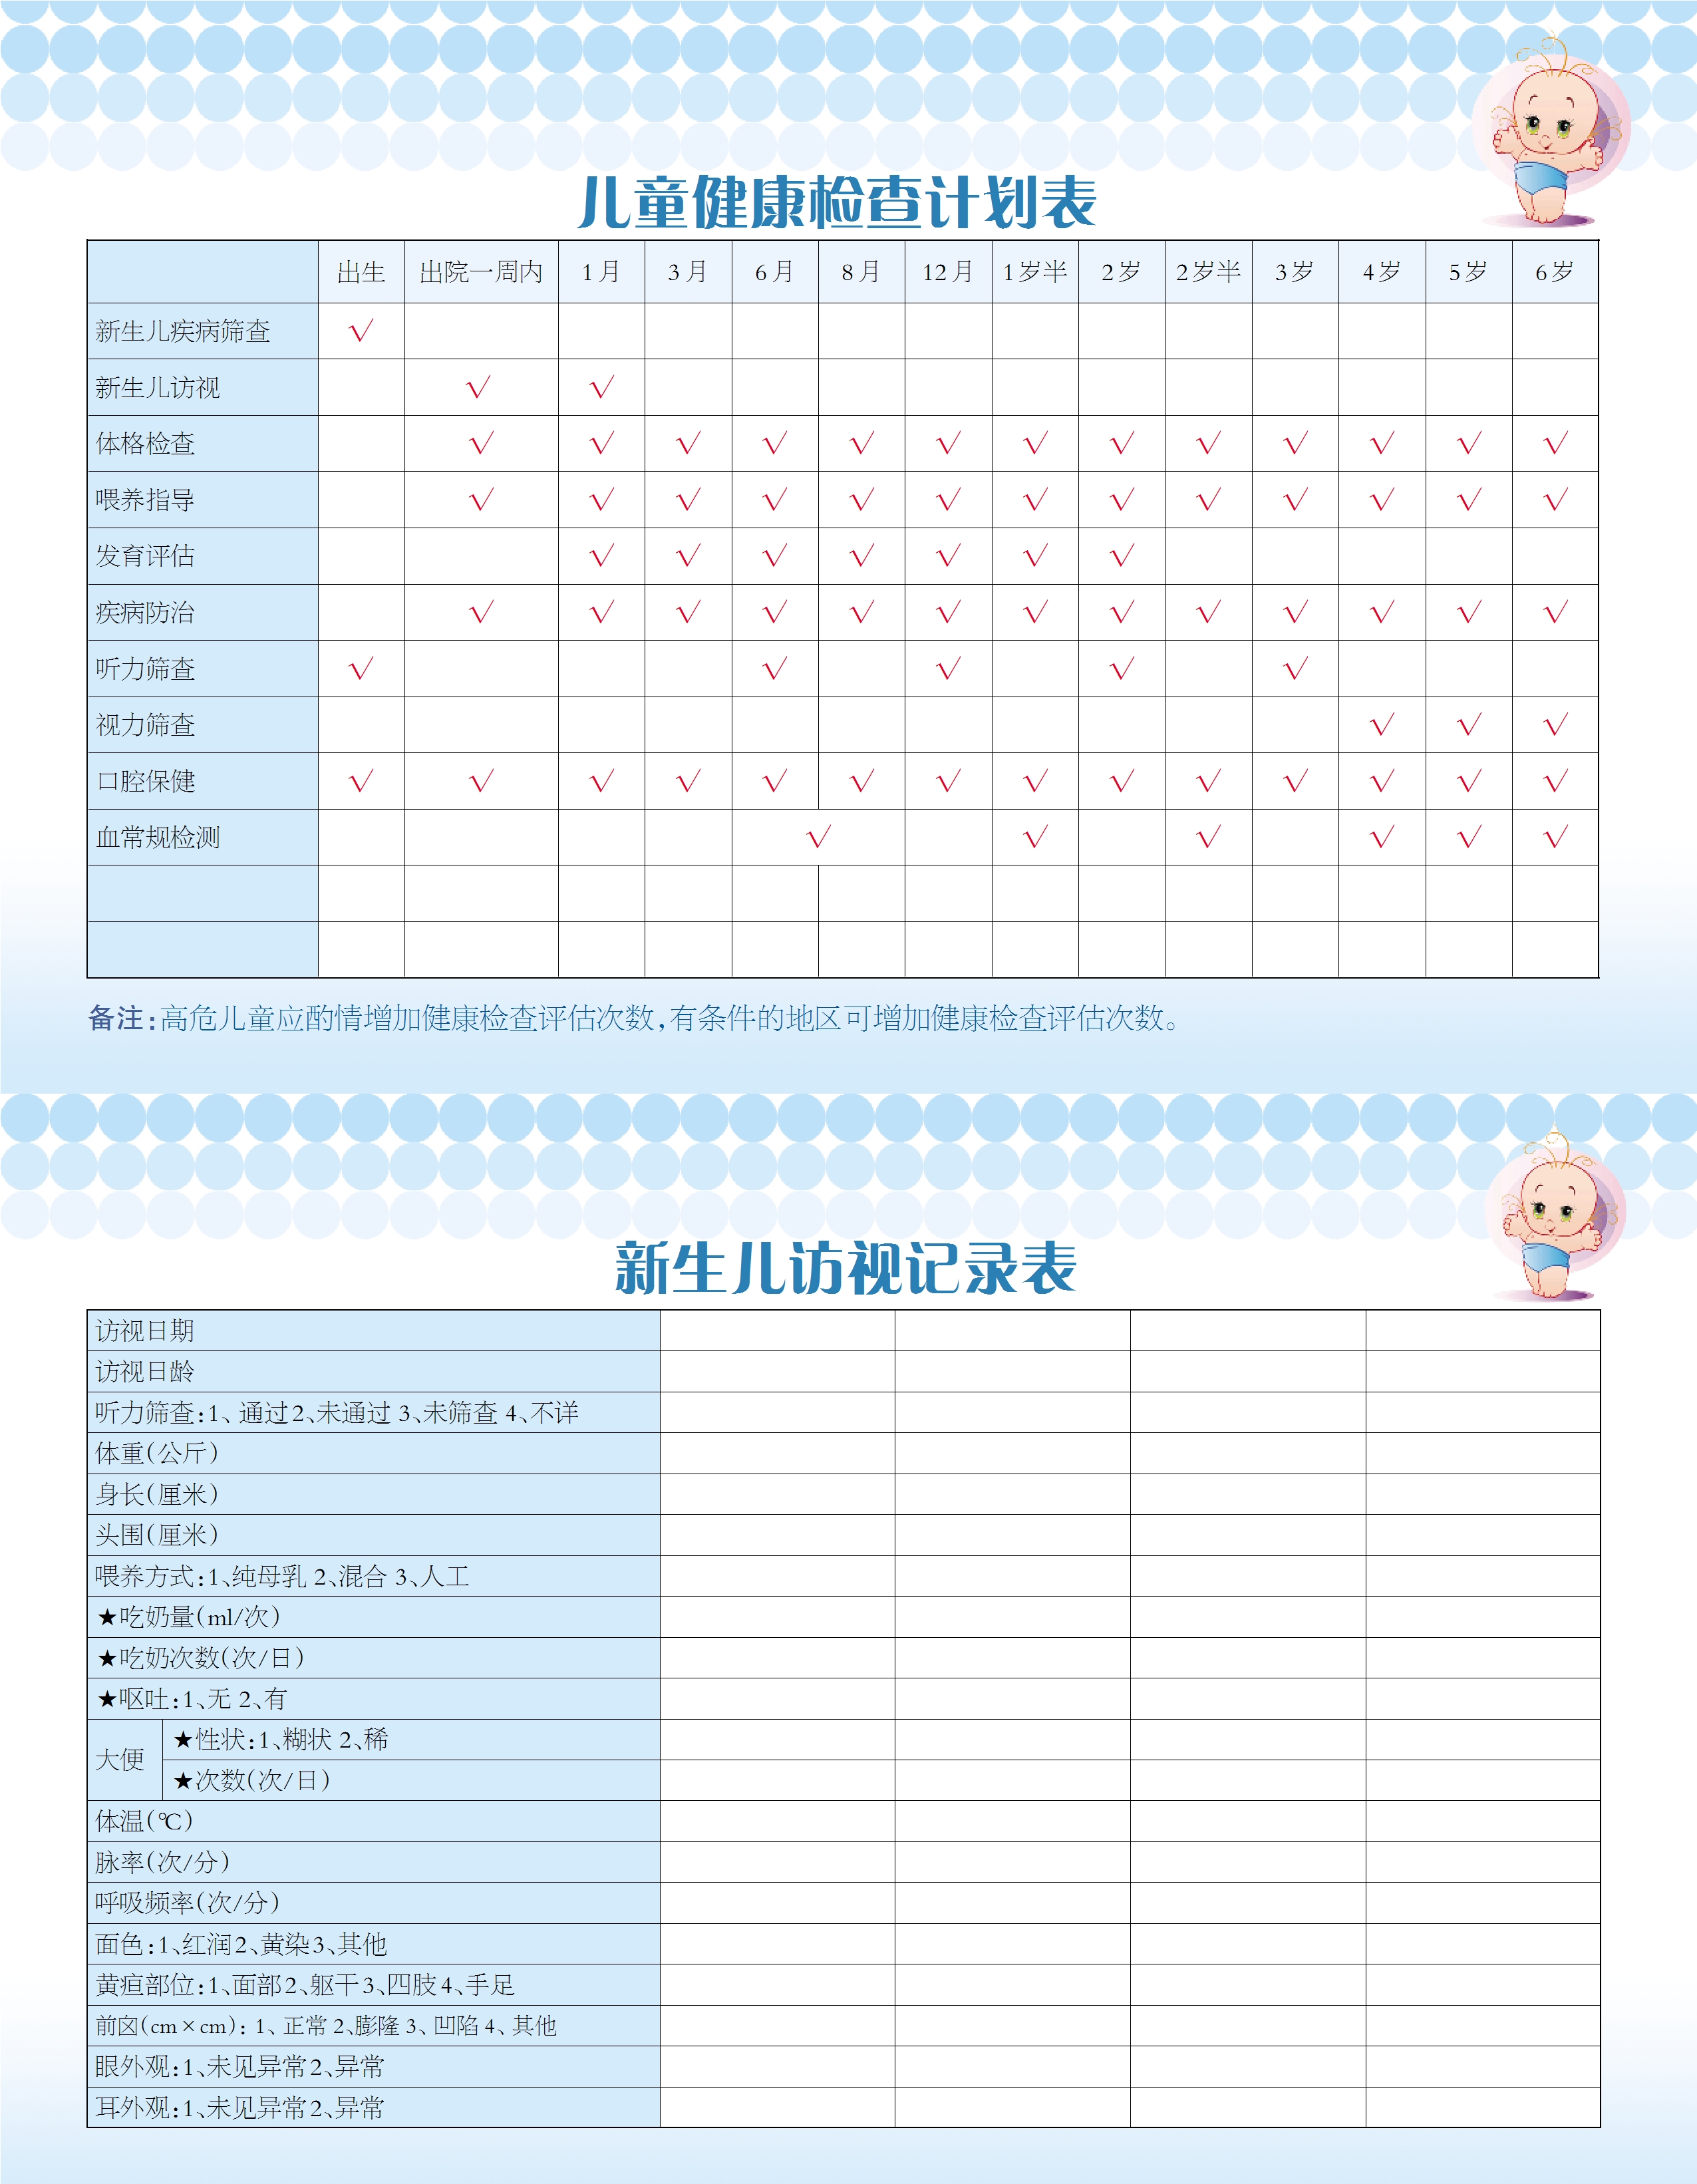 儿童健康检查计划表
出生 出院一周内 1月 3月 6月 8月 12月 1岁半 2岁 2岁半 3岁 4岁 5岁 6岁
新生儿疾病筛查 √
新生儿访视 √ √
体格检查 √ √ √ √ √ √ √ √ √ √ √ √ √
喂养指导 √ √ √ √ √ √ √ √ √ √ √ √ √
发育评估 √ √ √ √ √ √ √
疾病防治 √ √ √ √ √ √ √ √ √ √ √ √ √
听力筛查 √ √ √ √ √
视力筛查 √ √ √
口腔保健 √ √ √ √ √ √ √ √ √ √ √ √ √ √
血常规检测 √ √ √ √ √ √
备注:高危儿童应酌情增加健康检查评估次数,有条件的地区可增加健康检查评估次数。
新生儿访视记录表
访视日期
访视日龄
听力筛查:1、通过2、未通过 3、未筛查 4、不详
体重(公斤)
身长(厘米)
头围(厘米)
喂养方式:1、纯母乳 2、混合 3、人工
★吃奶量(ml/次)
★吃奶次数(次/日)
★呕吐:1、无 2、有
大便
★性状:1、糊状 2、稀
★次数(次/日)
体温(℃)
脉率(次/分)
呼吸频率(次/分)
面色:1、红润2、黄染3、其他
黄疸部位:1、面部2、躯干3、四肢4、手足
前囟(cm×cm): 1、正常 2、膨隆 3、凹陷 4、其他
眼外观:1、未见异常2、异常
耳外观:1、未见异常2、异常